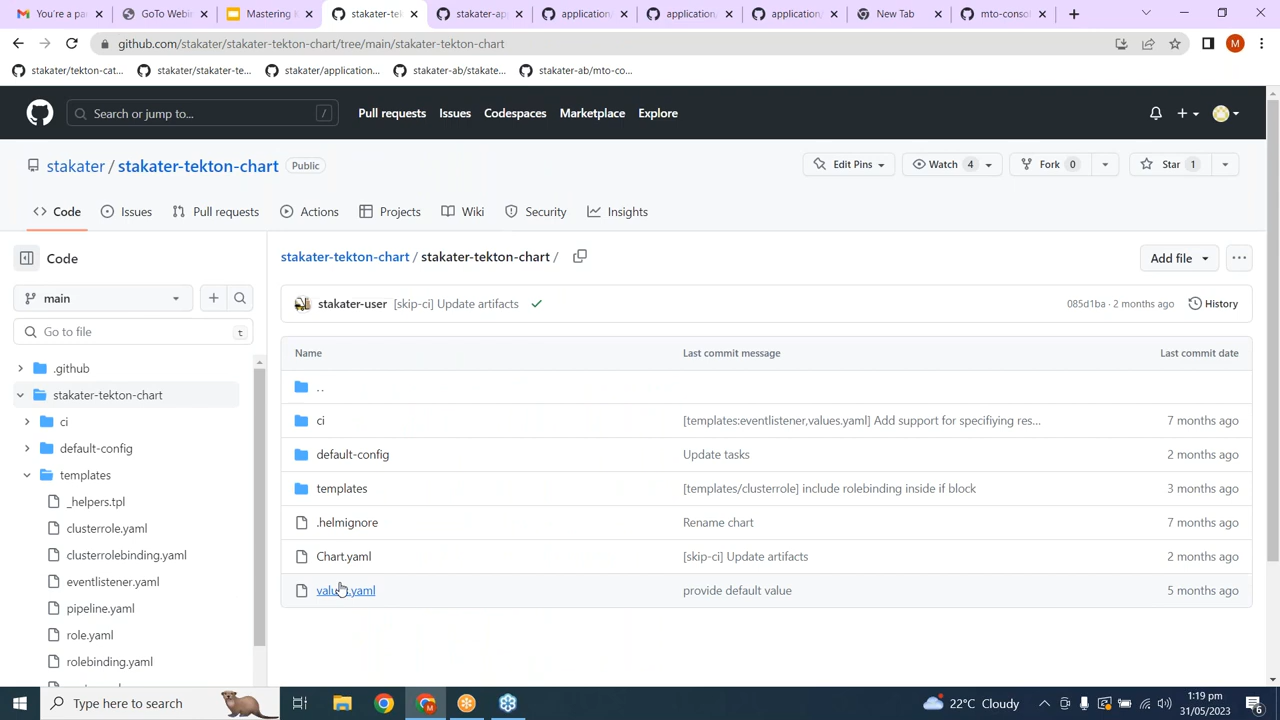 You're a pa
GoTo Webin
Mastering K
stakater-tek
stakater-ap
application
application
application
New Tab
mto-conso
github.com/stakater/stakater-tekton-chart/tree/main/stakater-tekton-chart
M
stakater/tekton-cat...
stakater/stakater-te...
stakater/application...
stakater-ab/stakate...
stakater-ab/mto-co...
Search or jump to...
/
Pull requests
Issues
Codespaces
Marketplace
Explore
stakater / stakater-tekton-chart
Public
Edit Pins
Watch 4
Fork 0
Star 1
Code
Issues
Pull requests
Actions
Projects
Wiki
Security
Insights
Code
main
Go to file
t
.github
stakater-tekton-chart
ci
default-config
templates
_helpers.tpl
clusterrole.yaml
clusterrolebinding.yaml
eventlistener.yaml
pipeline.yaml
role.yaml
rolebinding.yaml
stakater-tekton-chart / stakater-tekton-chart /
Add file
stakater-user [skip-ci] Update artifacts
085d1ba · 2 months ago
History
Name Last commit message Last commit date
..
ci [templates:eventlistener,values.yaml] Add support for specifiying res... 7 months ago
default-config Update tasks 2 months ago
templates [templates/clusterrole] include rolebinding inside if block 3 months ago
.helmignore Rename chart 7 months ago
Chart.yaml [skip-ci] Update artifacts 2 months ago
values.yaml provide default value 5 months ago
Type here to search
22°C Cloudy
1:19 pm
31/05/2023
6